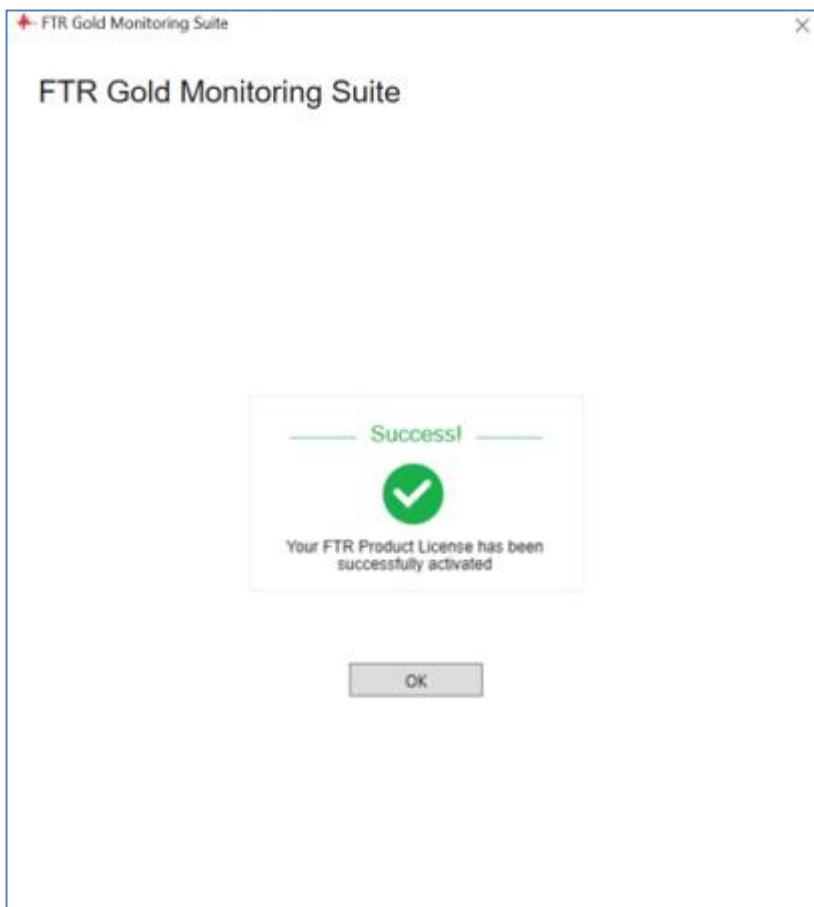 FTR Gold Monitoring Suite
FTR Gold Monitoring Suite
Success!
Your FTR Product License has been
successfully activated
OK